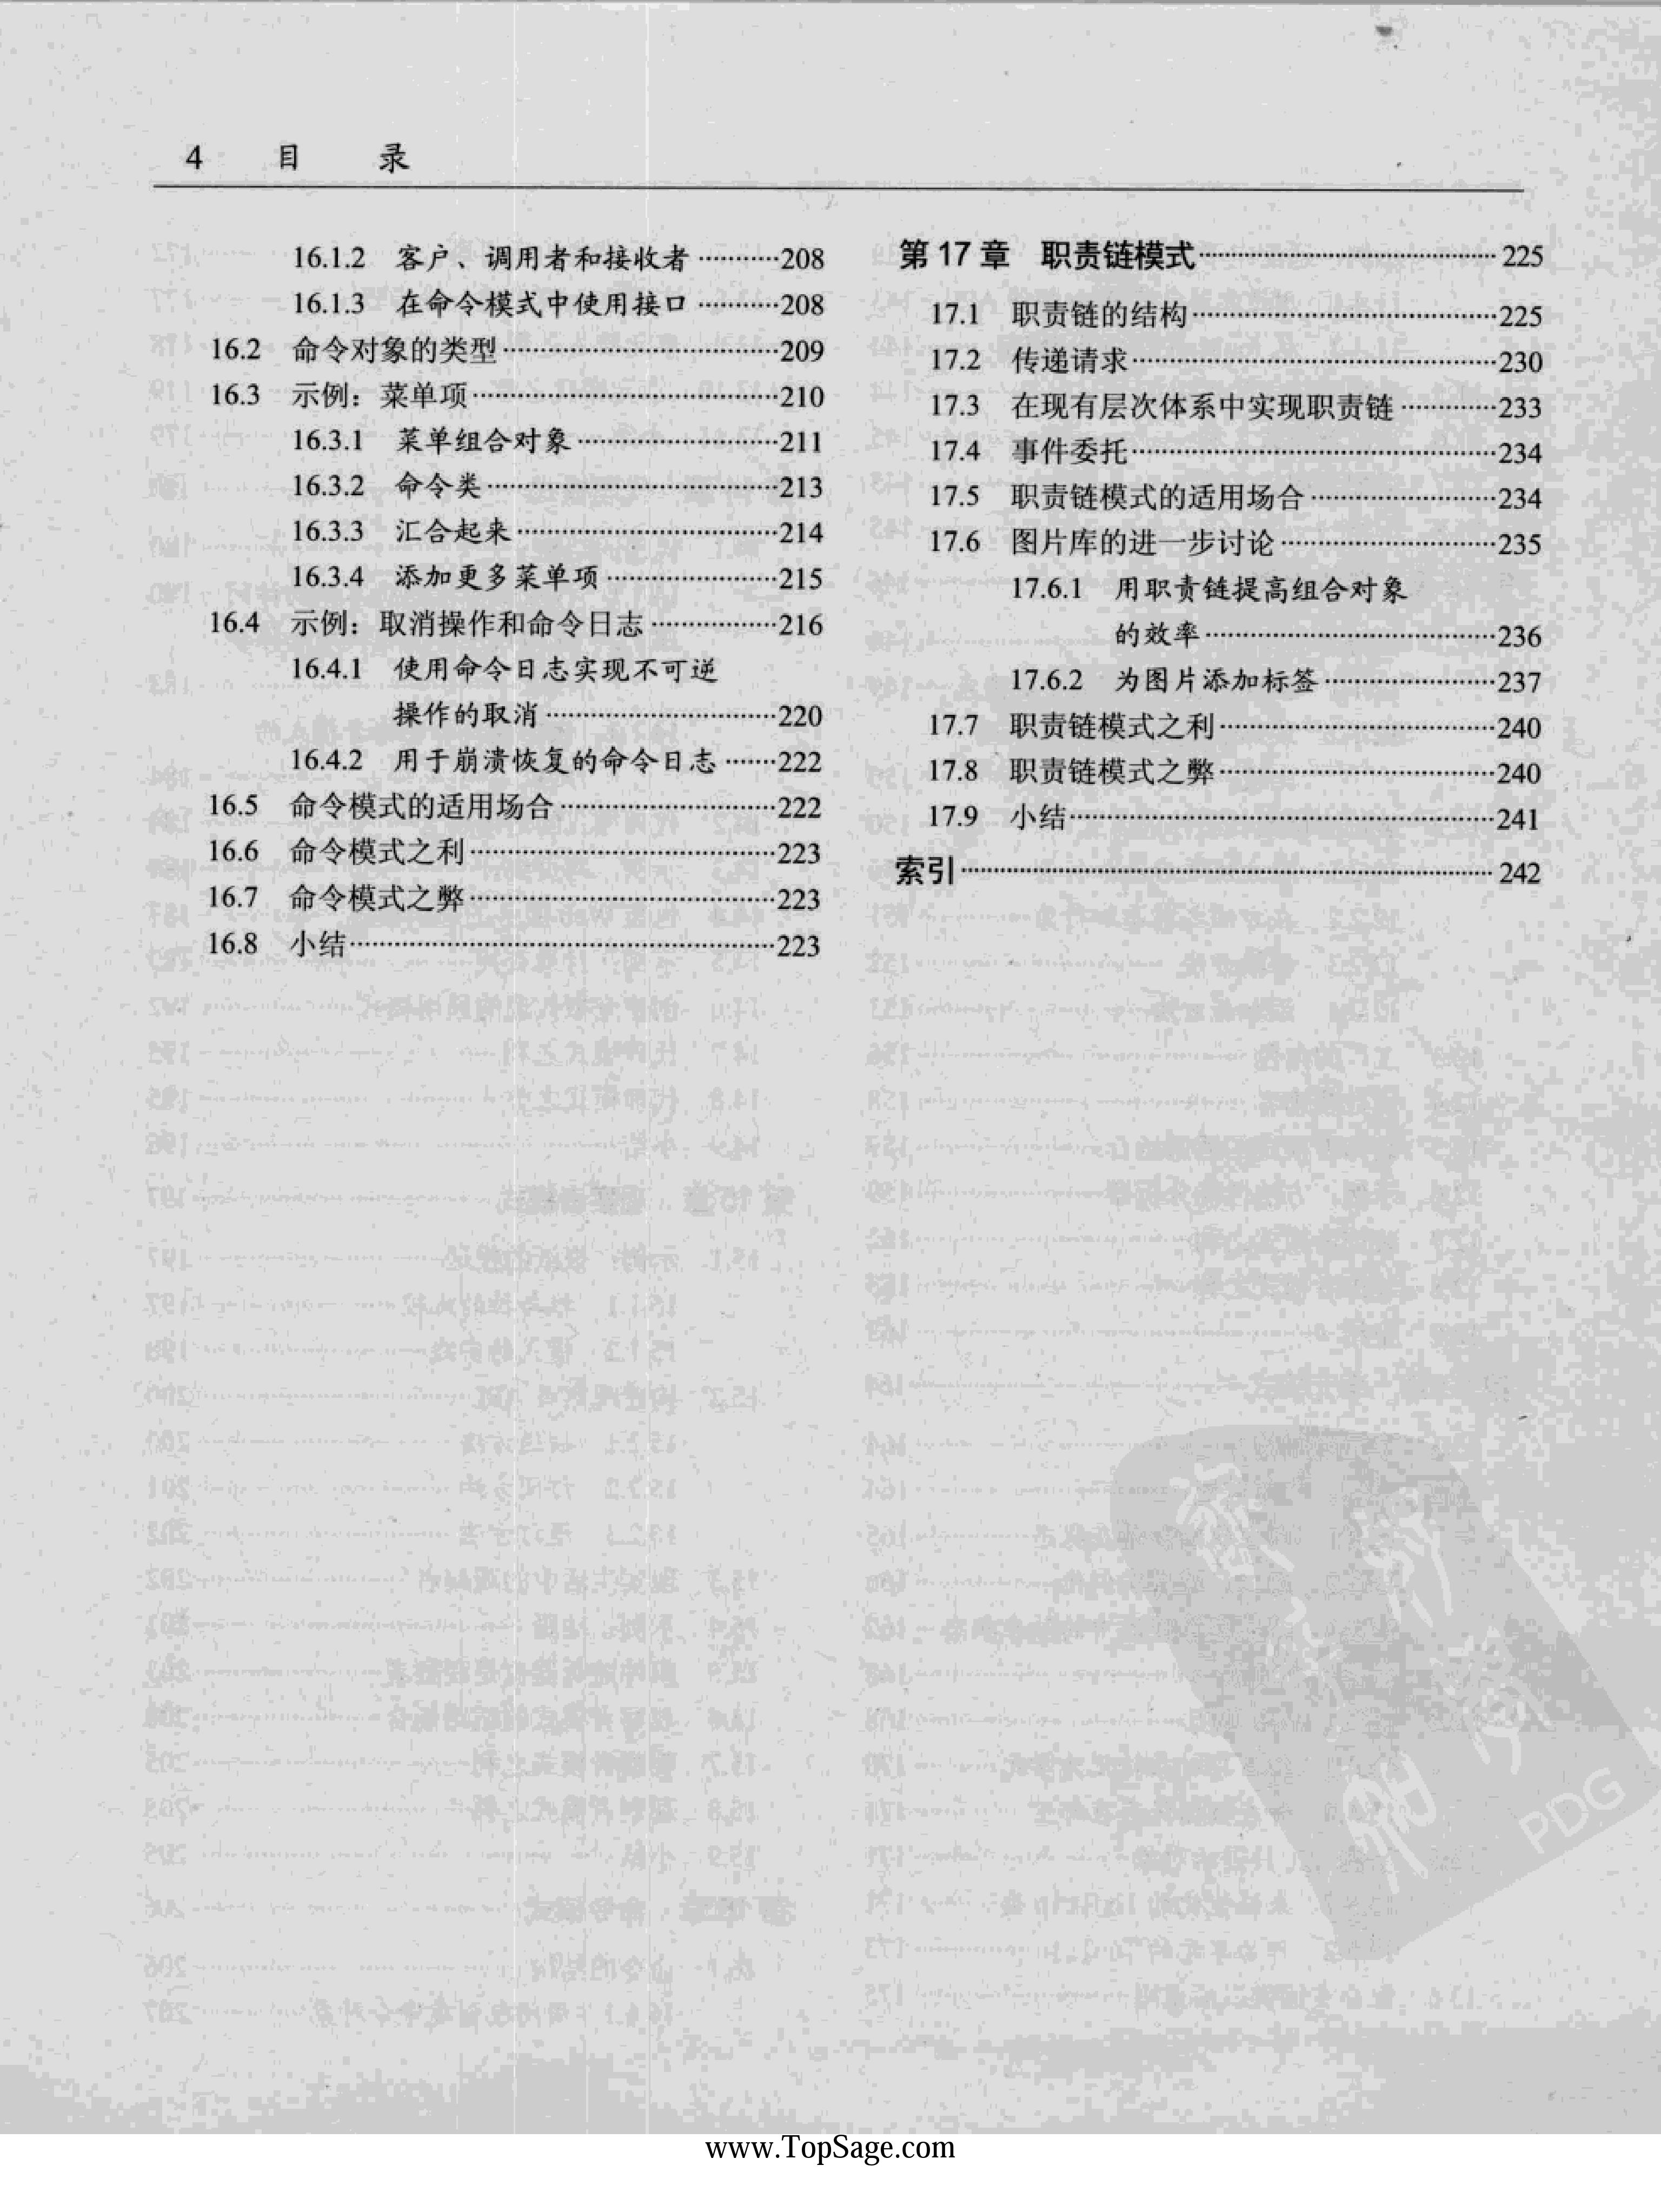 4 目 录
16.1.2 客户、调用者和接收者…………208
16.1.3 在命令模式中使用接口…………208
16.2 命令对象的类型…………209
16.3 示例：菜单项…………210
16.3.1 菜单组合对象…………211
16.3.2 命令类…………213
16.3.3 汇合起来…………214
16.3.4 添加更多菜单项…………215
16.4 示例：取消操作和命令日志…………216
16.4.1 使用命令日志实现不可逆
操作的取消…………220
16.4.2 用于崩溃恢复的命令日志……222
16.5 命令模式的适用场合…………222
16.6 命令模式之利…………223
16.7 命令模式之弊…………223
16.8 小结…………223
第 17 章 职责链模式…………225
17.1 职责链的结构…………225
17.2 传递请求…………230
17.3 在现有层次体系中实现职责链…………233
17.4 事件委托…………234
17.5 职责链模式的适用场合…………234
17.6 图片库的进一步讨论…………235
17.6.1 用职责链提高组合对象
的效率…………236
17.6.2 为图片添加标签…………237
17.7 职责链模式之利…………240
17.8 职责链模式之弊…………240
17.9 小结…………241
索引…………242
PDG
www.TopSage.com